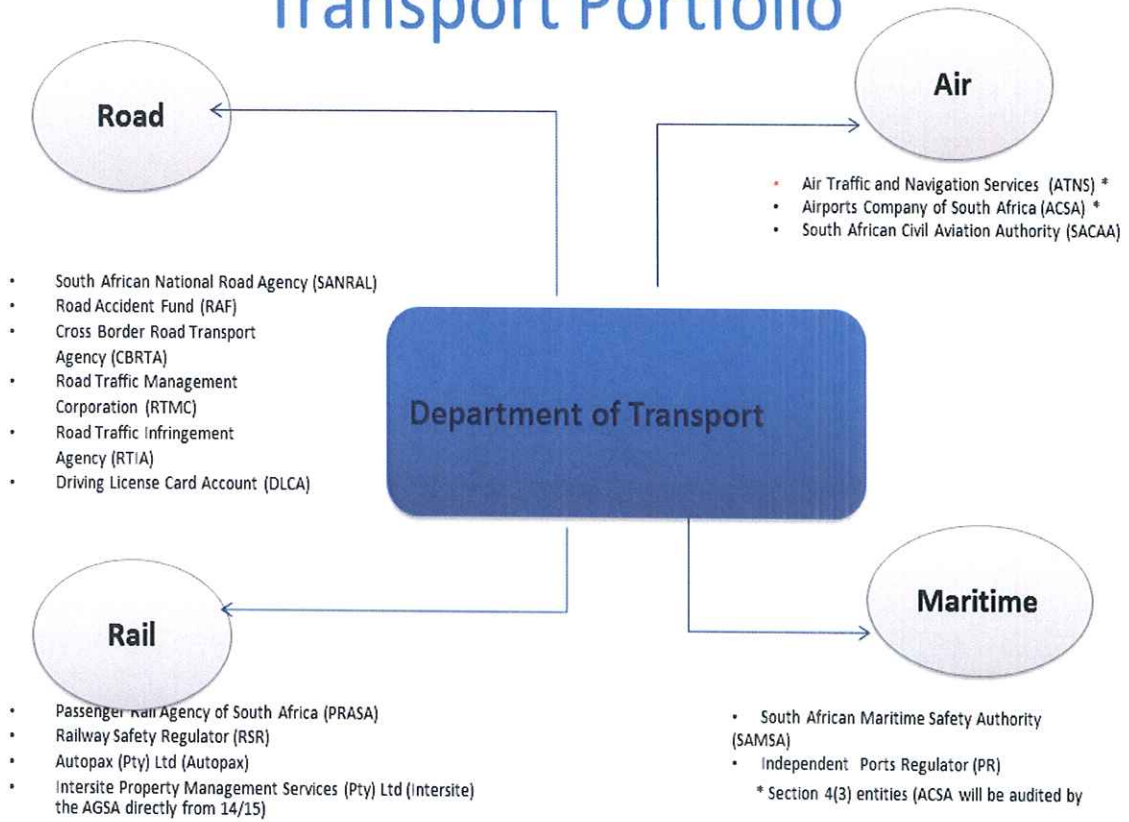 Transport Portfolio
Road
Air
• Air Traffic and Navigation Services (ATNS) *
• Airports Company of South Africa (ACSA) *
• South African Civil Aviation Authority (SACAA)
• South African National Road Agency (SANRAL)
• Road Accident Fund (RAF)
• Cross Border Road Transport
Agency (CBRTA)
• Road Traffic Management
Corporation (RTMC)
• Road Traffic Infringement
Agency (RTIA)
• Driving License Card Account (DLCA)
Department of Transport
Rail
• Passenger Rail Agency of South Africa (PRASA)
• Railway Safety Regulator (RSR)
• Autopax (Pty) Ltd (Autopax)
• Intersite Property Management Services (Pty) Ltd (Intersite)
the AGSA directly from 14/15)
Maritime
• South African Maritime Safety Authority
(SAMSA)
• Independent Ports Regulator (PR)
* Section 4(3) entities (ACSA will be audited by